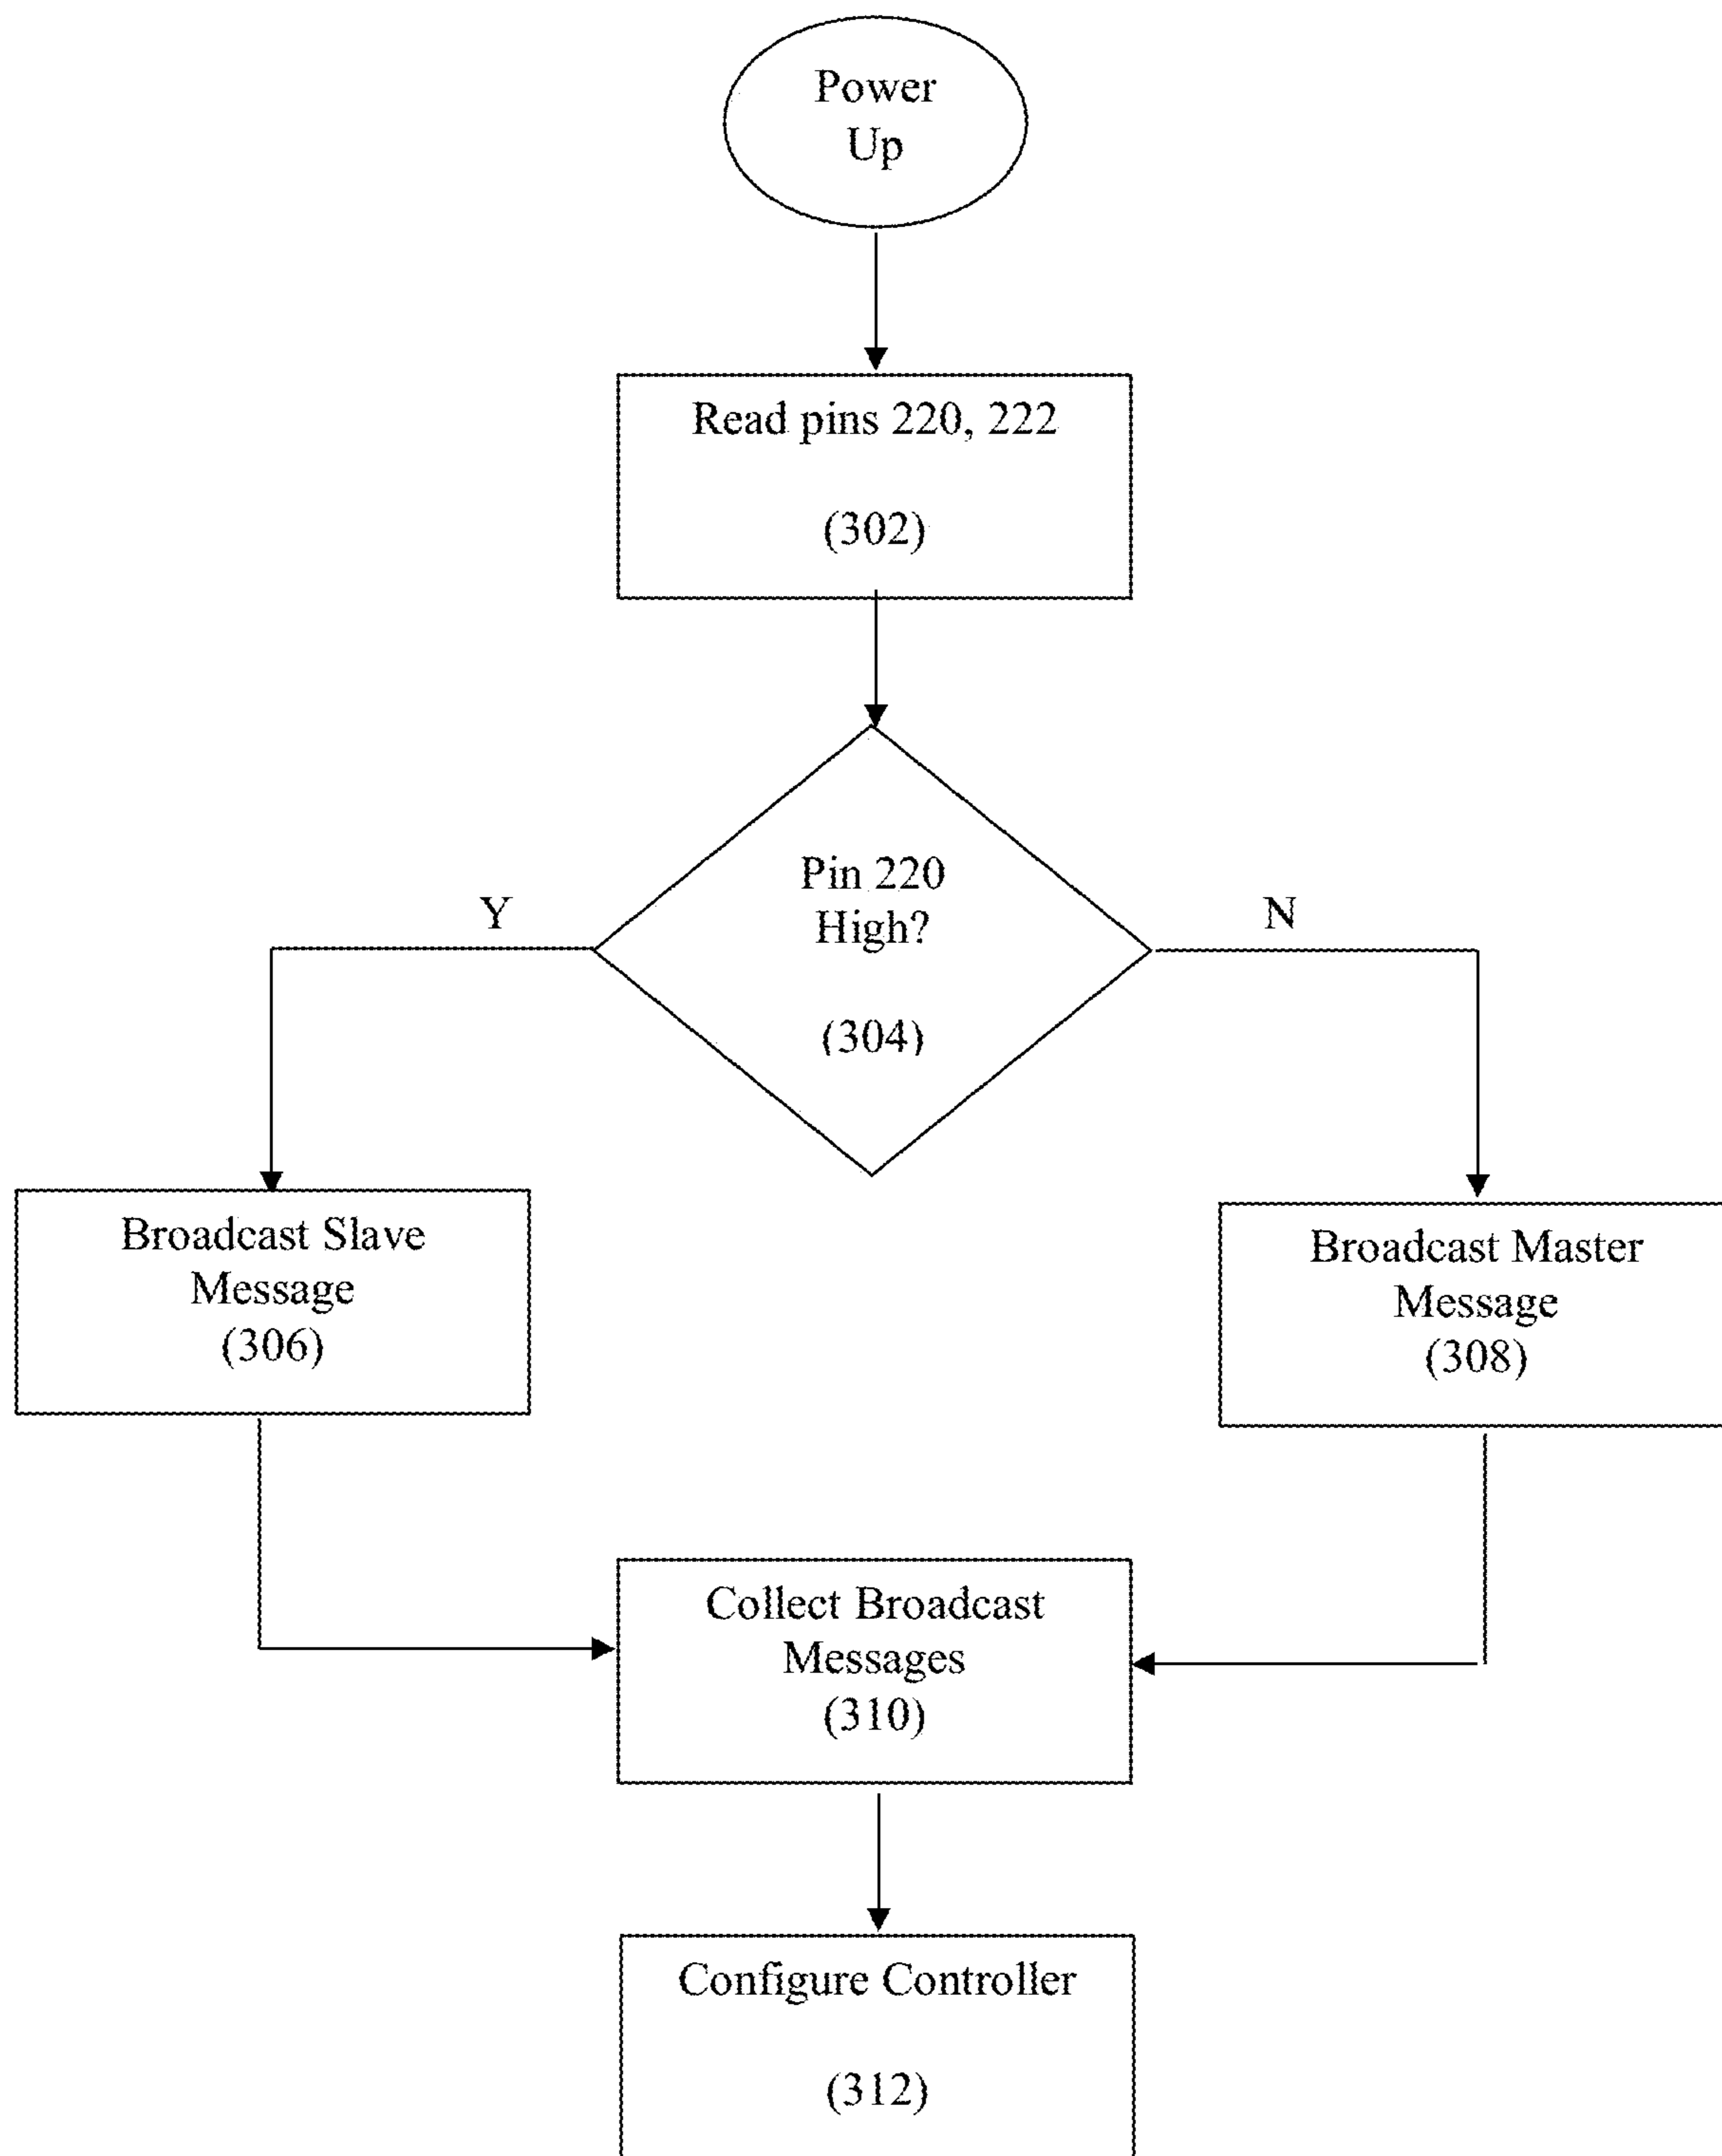 Power
Up
Read pins 220, 222
(302)
Pin 220
High?
(304)
Y
N
Broadcast Slave
Message
(306)
Broadcast Master
Message
(308)
Collect Broadcast
Messages
(310)
Configure Controller
(312)